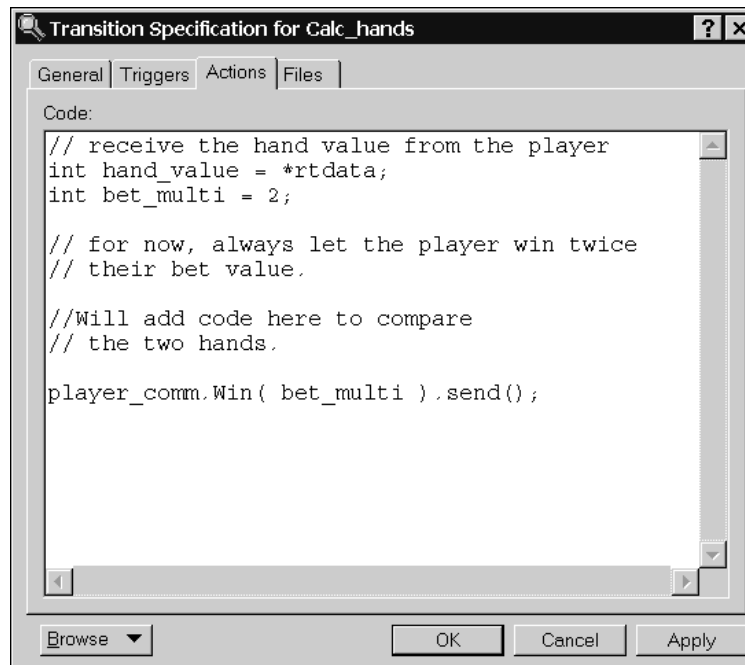 Transition Specification for Calc_hands
General Triggers Actions Files
Code:
// receive the hand value from the player
int hand_value = *rtdata;
int bet_multi = 2;
// for now, always let the player win twice
// their bet value.
//Will add code here to compare
// the two hands.
player_comm.Win( bet_multi ).send();
Browse OK Cancel Apply